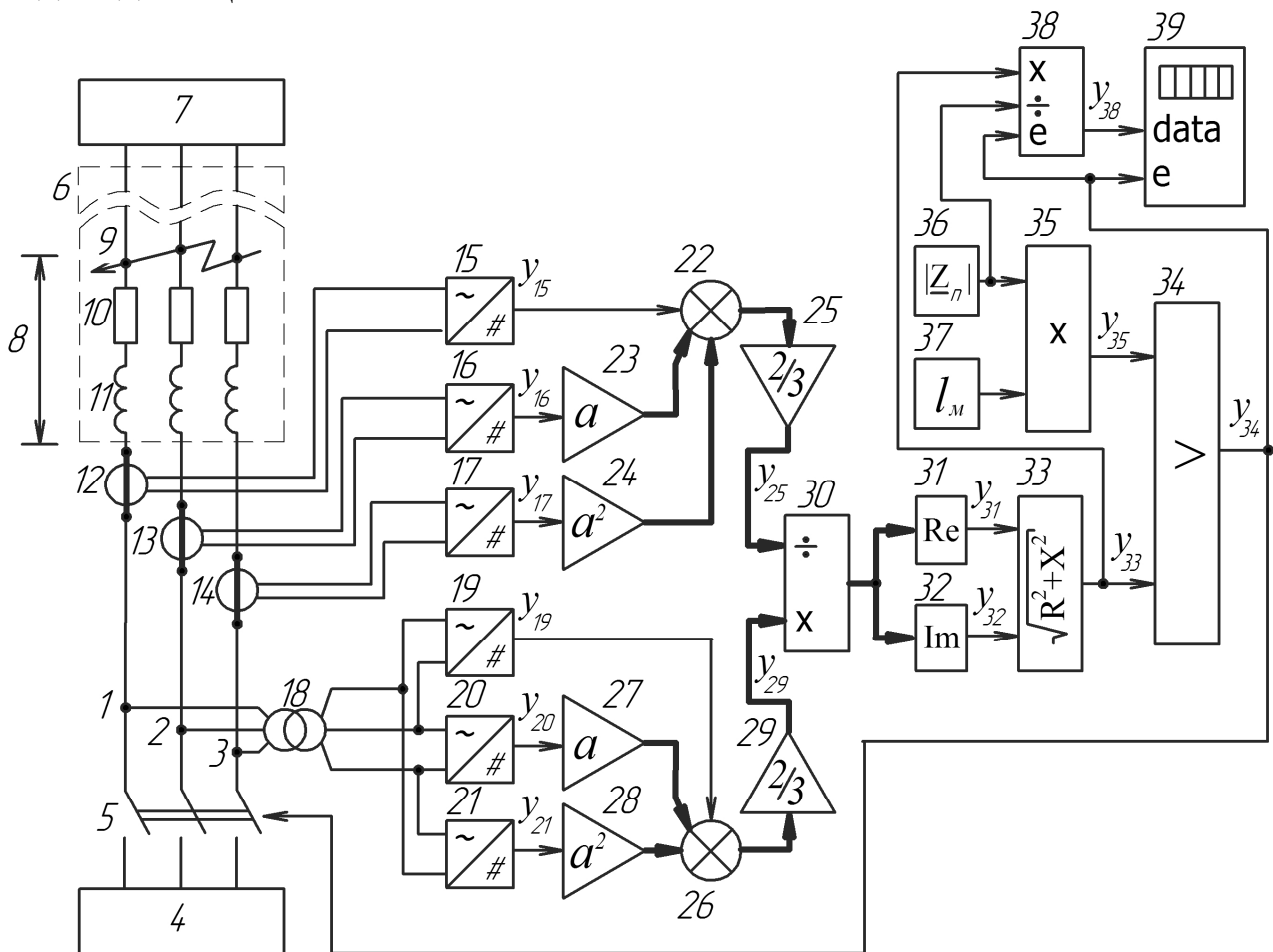 38
39
x
÷
e
y38
data
e
7
6
9
10
8
11
12
13
14
15
~
#
y15
22
25
2/3
16
~
#
y16
23
a
17
~
#
y17
24
a²
y25
30
÷
x
y29
36
|Zп|
35
x
37
lм
y35
34
>
y34
31
Re
y31
33
√R²+X²
y33
32
Im
y32
19
~
#
y19
1
2
3
18
20
~
#
y20
27
a
29
2/3
5
21
~
#
y21
28
a²
26
4